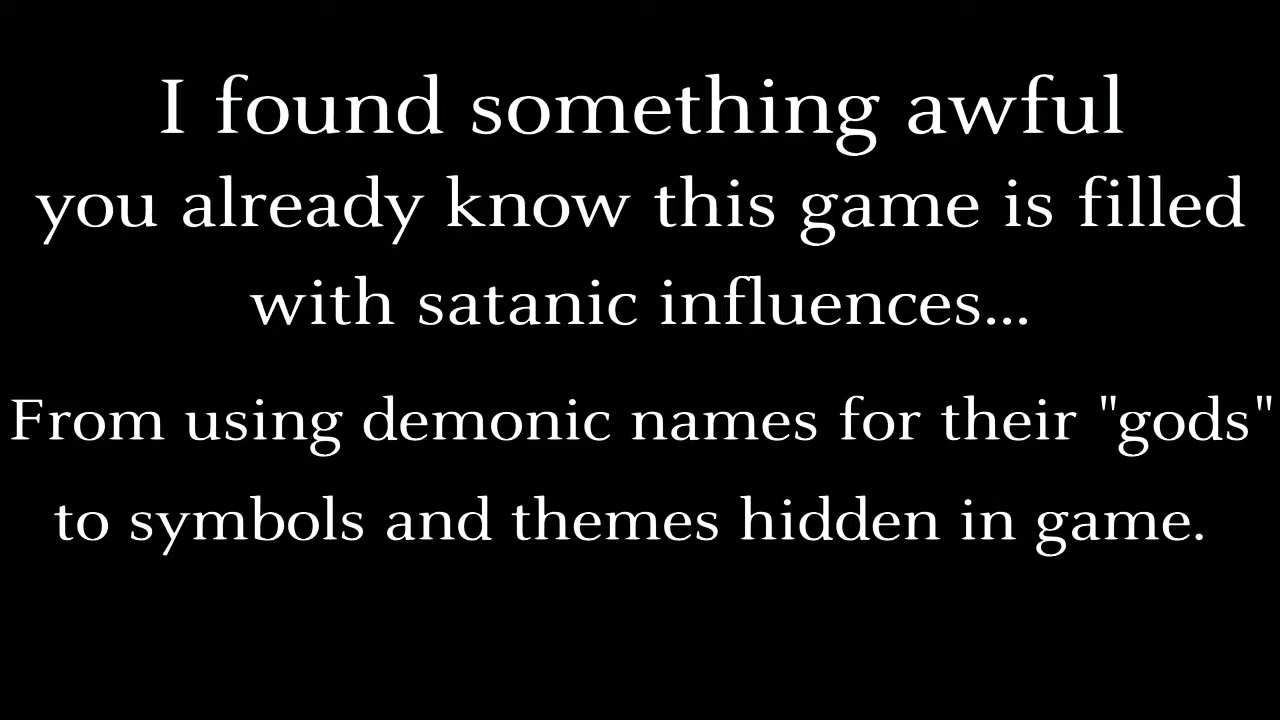 I found something awful
you already know this game is filled
with satanic influences...
From using demonic names for their "gods"
to symbols and themes hidden in game.